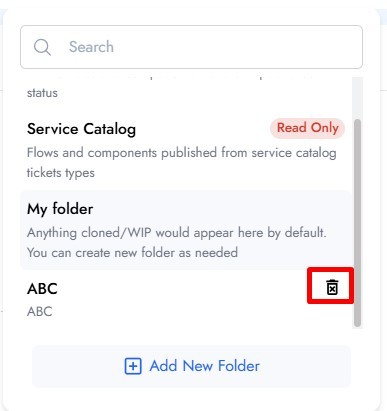 Search
status
Service Catalog
Read Only
Flows and components published from service catalog
tickets types
My folder
Anything cloned/WIP would appear here by default.
You can create new folder as needed
ABC
ABC
Add New Folder